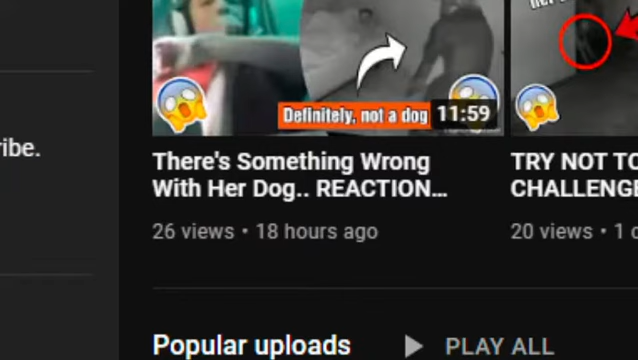 Definitely, not a dog
11:59
ribe.
There's Something Wrong
With Her Dog.. REACTION...
26 views • 18 hours ago
TRY NOT TO
CHALLENGE
20 views • 1 d
Popular uploads
PLAY ALL